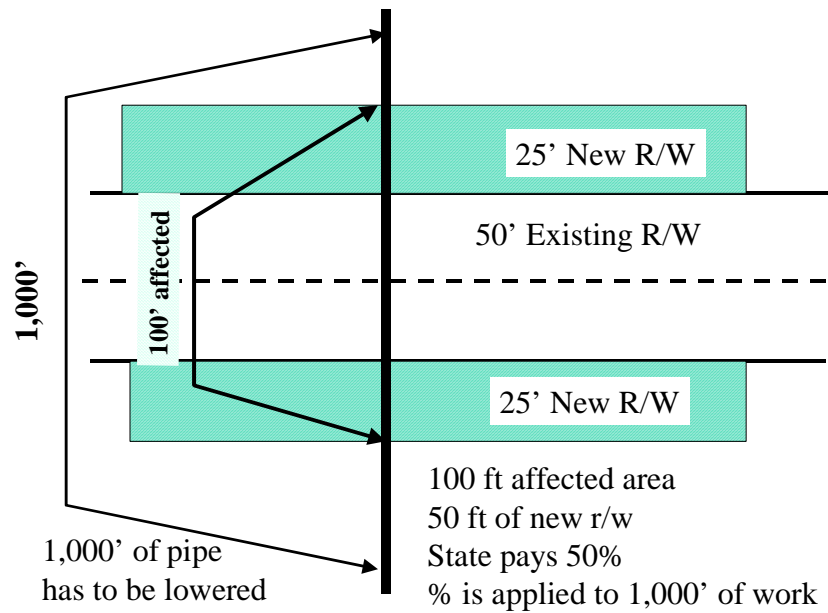 25’ New R/W
50’ Existing R/W
1,000’
100’ affected
25’ New R/W
100 ft affected area
50 ft of new r/w
State pays 50%
% is applied to 1,000’ of work
1,000’ of pipe
has to be lowered